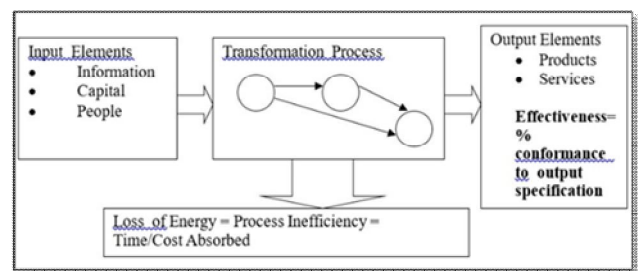 Input Elements
• Information
• Capital
• People
Transformation Process
Output Elements
• Products
• Services
Effectiveness=
%
conformance
to output
specification
Loss of Energy = Process Inefficiency =
Time/Cost Absorbed